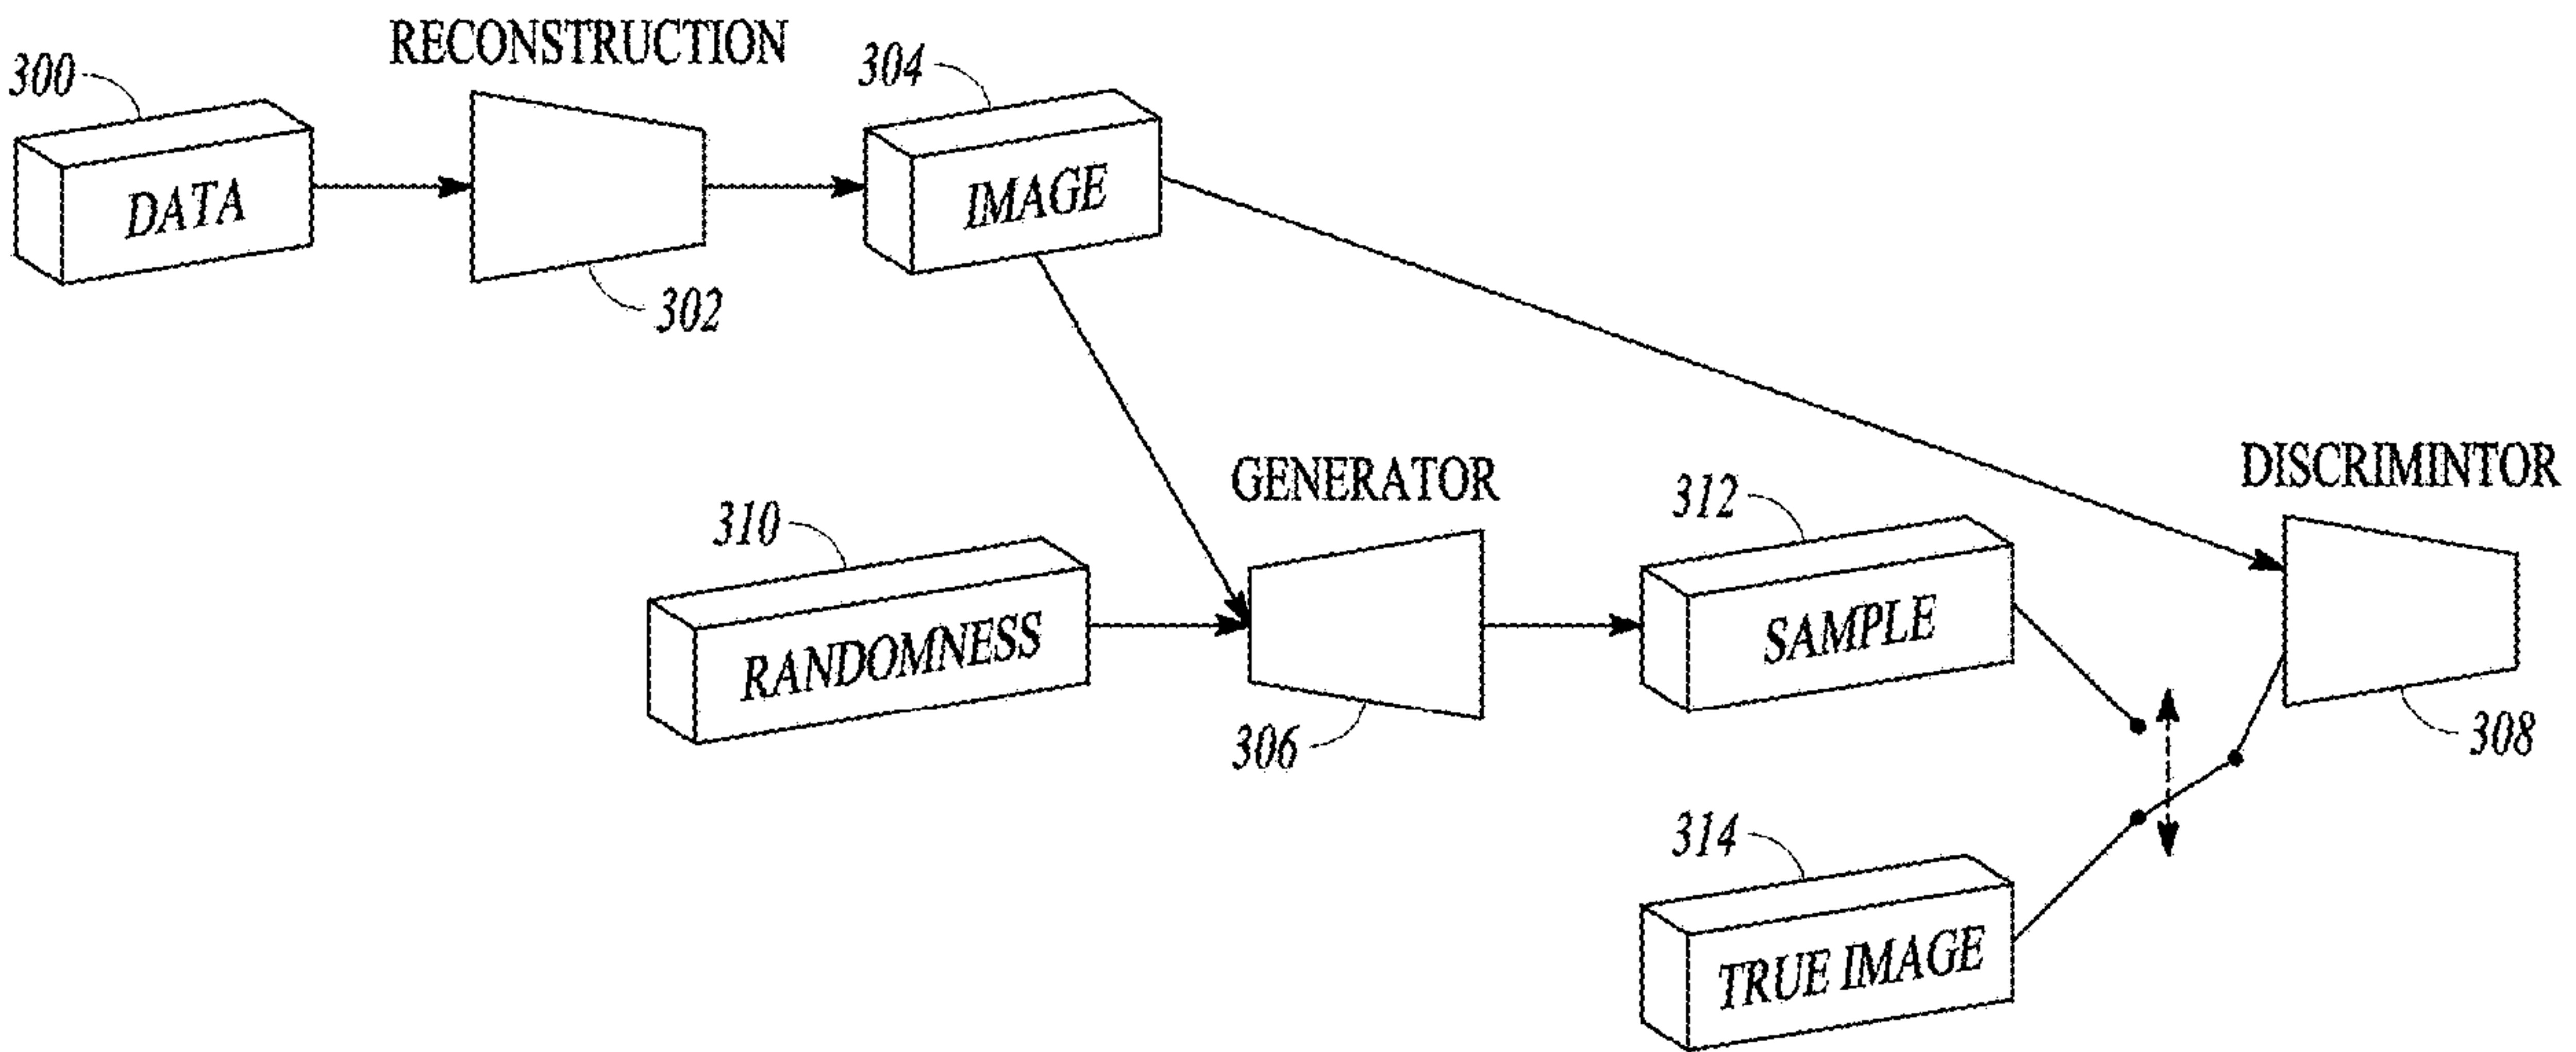 RECONSTRUCTION
300
304
DATA
IMAGE
302
GENERATOR
DISCRIMINTOR
310
312
RANDOMNESS
SAMPLE
306
308
314
TRUE IMAGE